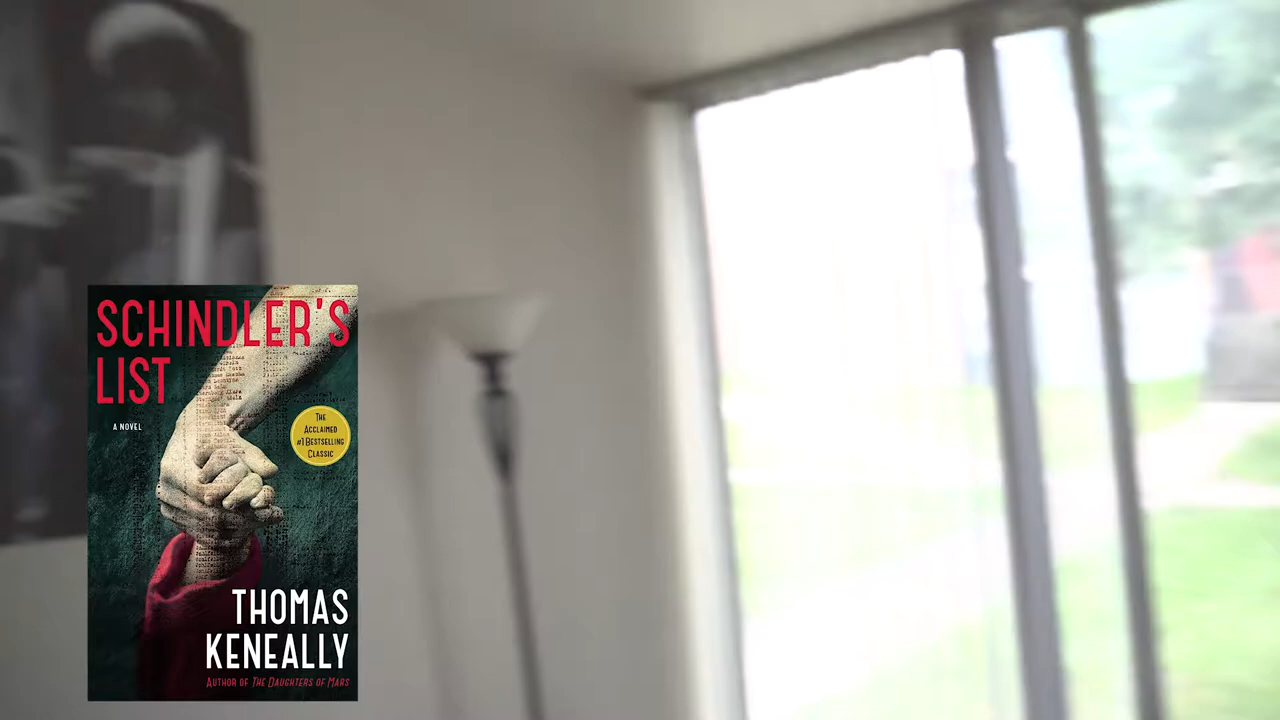 SCHINDLER'S
LIST
A NOVEL
THE
ACCLAIMED
#1 BESTSELLING
CLASSIC
THOMAS
KENEALLY
AUTHOR OF THE DAUGHTERS OF MARS